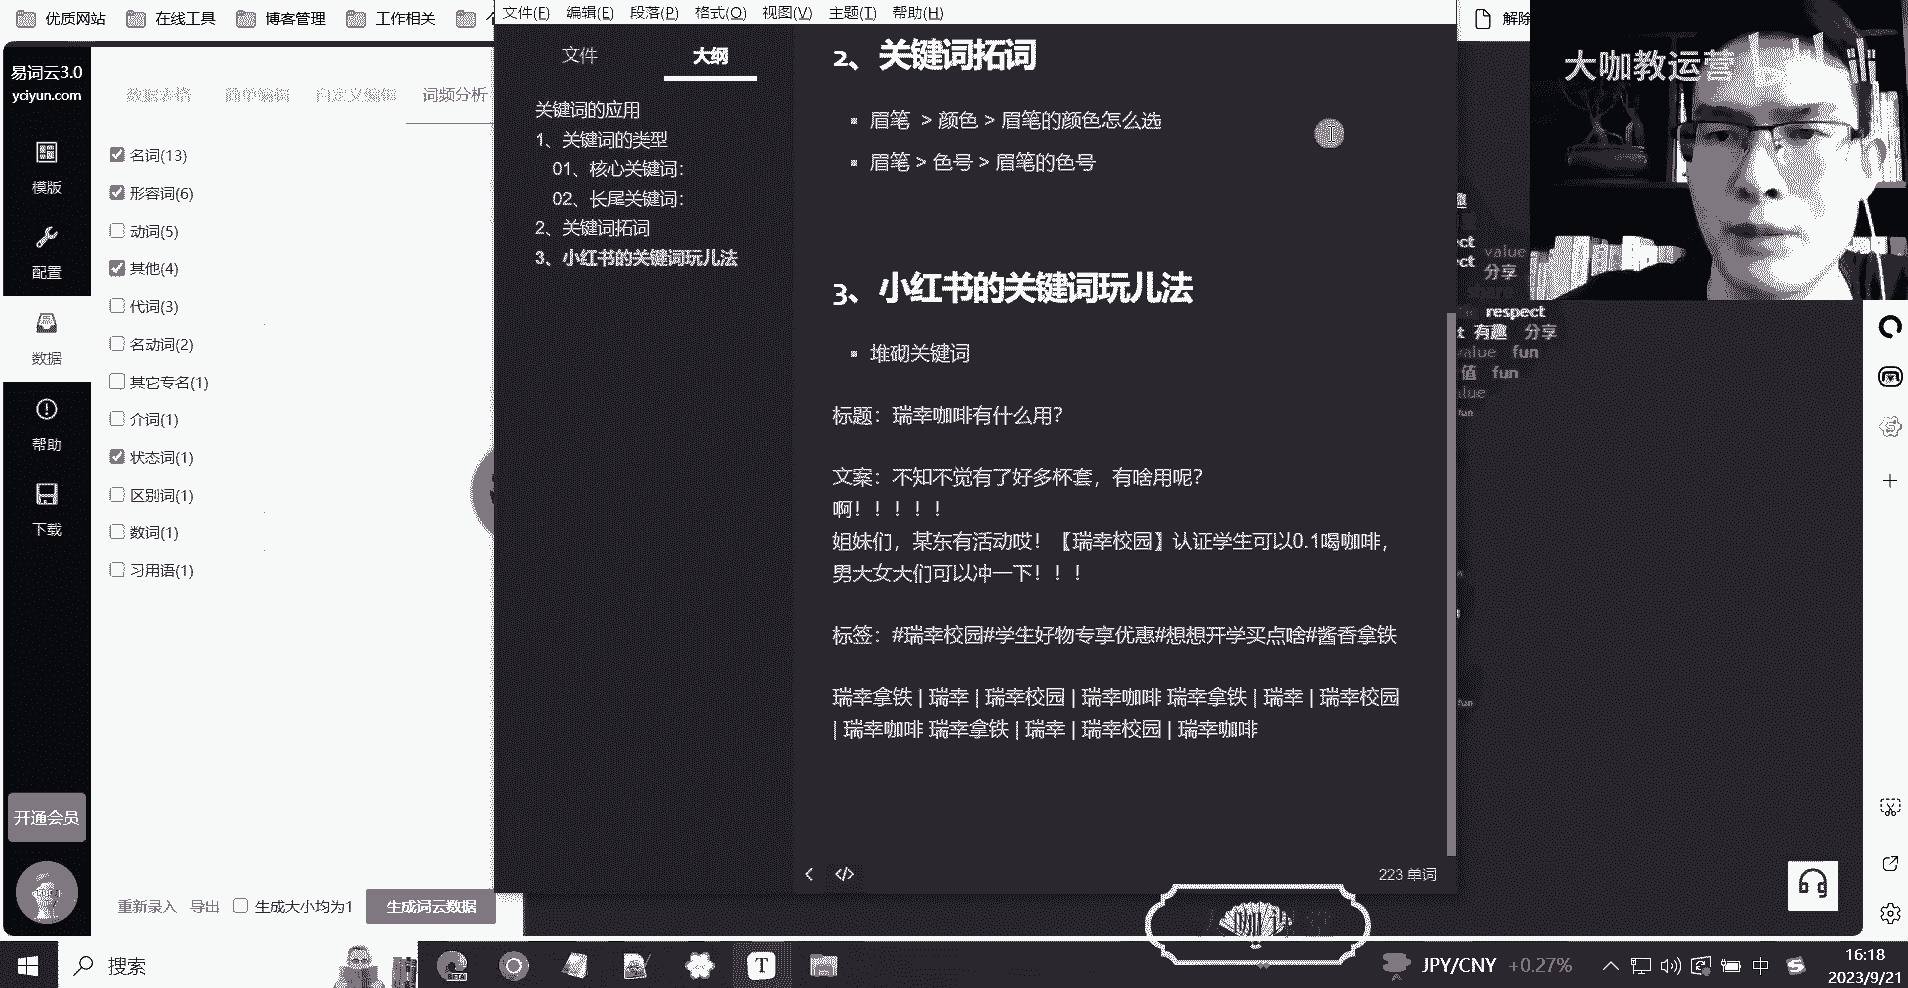 优质网站
在线工具
博客管理
工作相关
文件(F) 编辑(E) 段落(P) 格式(O) 视图(V) 主题(T) 帮助(H)
解除
易词云3.0
yciyun.com
模版
配置
数据
帮助
下载
开通会员
数据表格 简单编辑 自定义编辑 词频分析
名词(13)
形容词(6)
动词(5)
其他(4)
代词(3)
名动词(2)
其它专名(1)
介词(1)
状态词(1)
区别词(1)
数词(1)
习用语(1)
重新录入 导出 生成大小均为1 生成词云数据
文件 大纲
关键词的应用
1、关键词的类型
01、核心关键词：
02、长尾关键词：
2、关键词拓词
3、小红书的关键词玩儿法
2、关键词拓词
眉笔 > 颜色 > 眉笔的颜色怎么选
眉笔 > 色号 > 眉笔的色号
3、小红书的关键词玩儿法
堆砌关键词
标题：瑞幸咖啡有什么用？
文案：不知不觉有了好多杯套，有啥用呢？
啊！！！！！
姐妹们，某东有活动哎！【瑞幸校园】认证学生可以0.1喝咖啡，
男大女大们可以冲一下！！！
标签：#瑞幸校园#学生好物专享优惠#想想开学买点啥#酱香拿铁
瑞幸拿铁 | 瑞幸 | 瑞幸校园 | 瑞幸咖啡 瑞幸拿铁 | 瑞幸 | 瑞幸校园
| 瑞幸咖啡 瑞幸拿铁 | 瑞幸 | 瑞幸校园 | 瑞幸咖啡
223 单词
大咖教运营
value
分享
respect
有趣 分享
value fun
值 fun
搜索
BETA
T
JPY/CNY +0.27%
中
16:18
2023/9/21